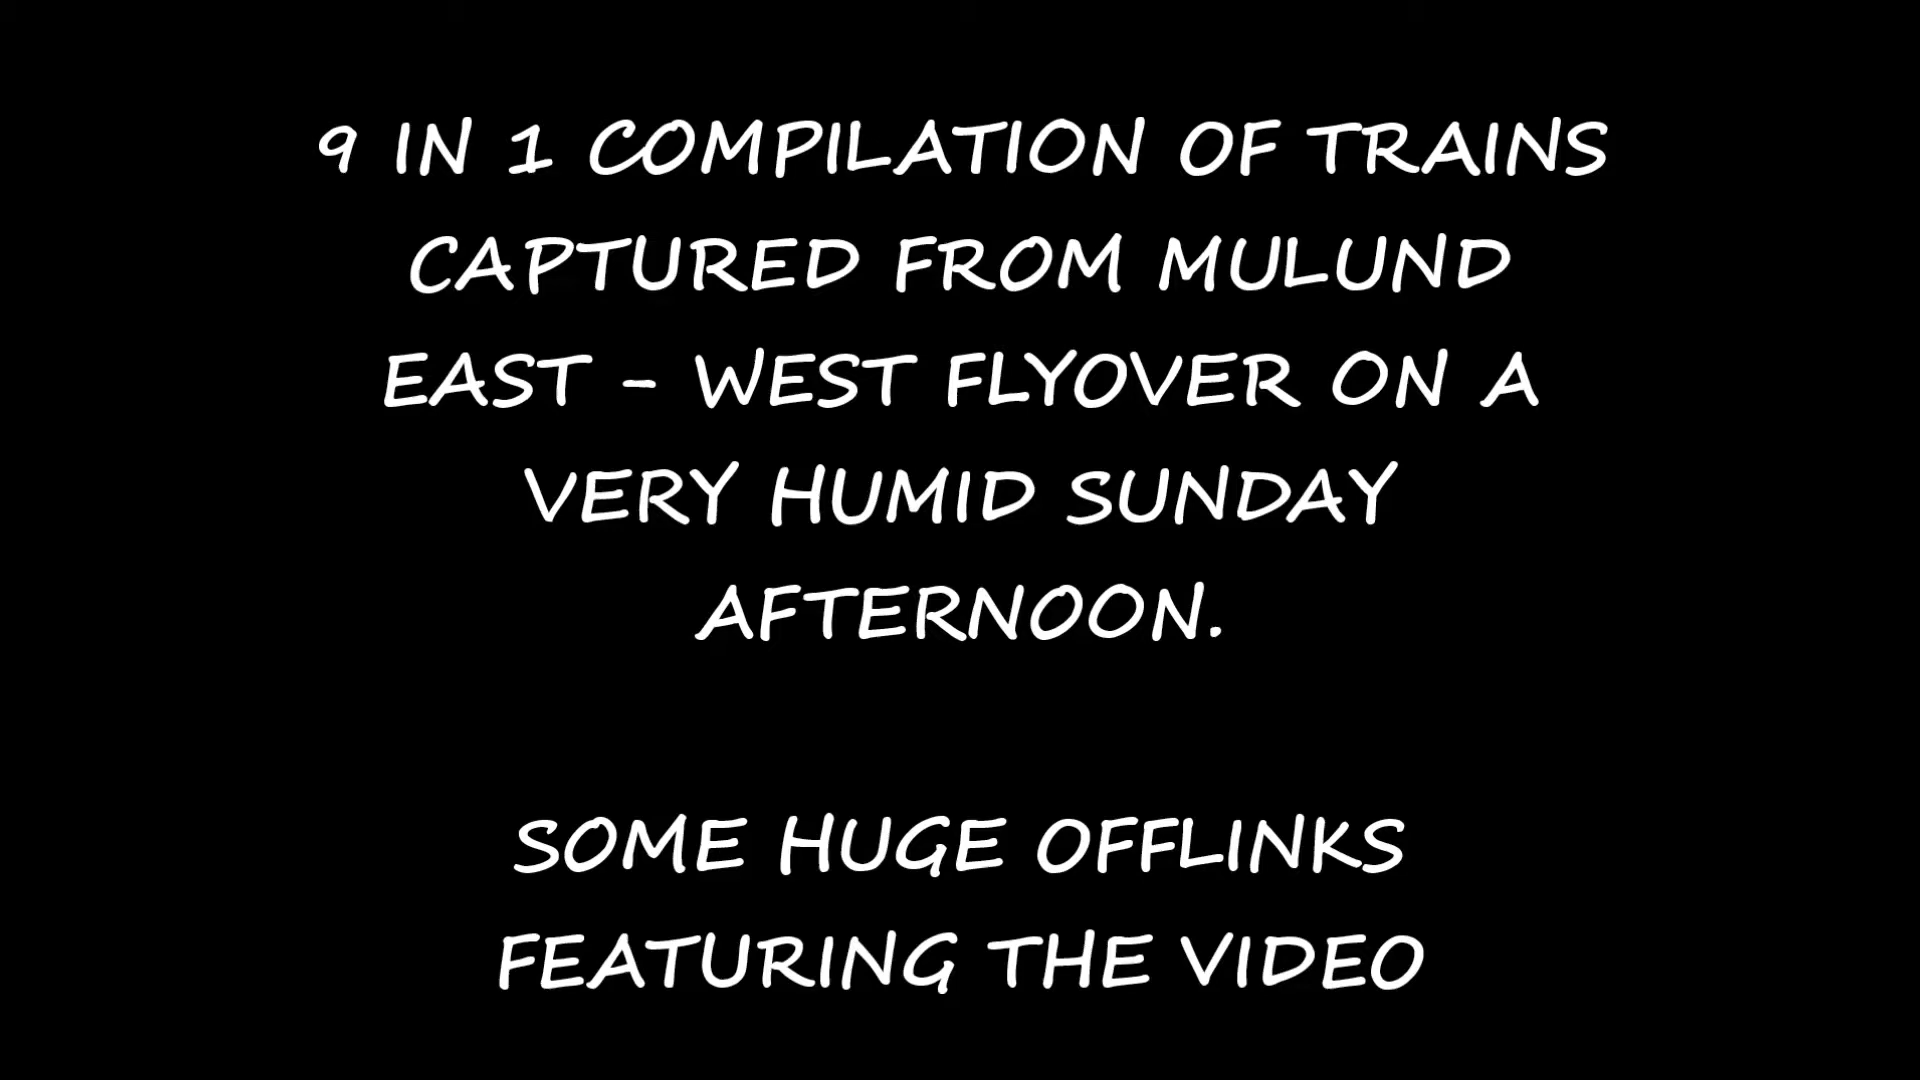 9 IN 1 COMPILATION OF TRAINS
CAPTURED FROM MULUND
EAST - WEST FLYOVER ON A
VERY HUMID SUNDAY
AFTERNOON.
SOME HUGE OFFLINKS
FEATURING THE VIDEO